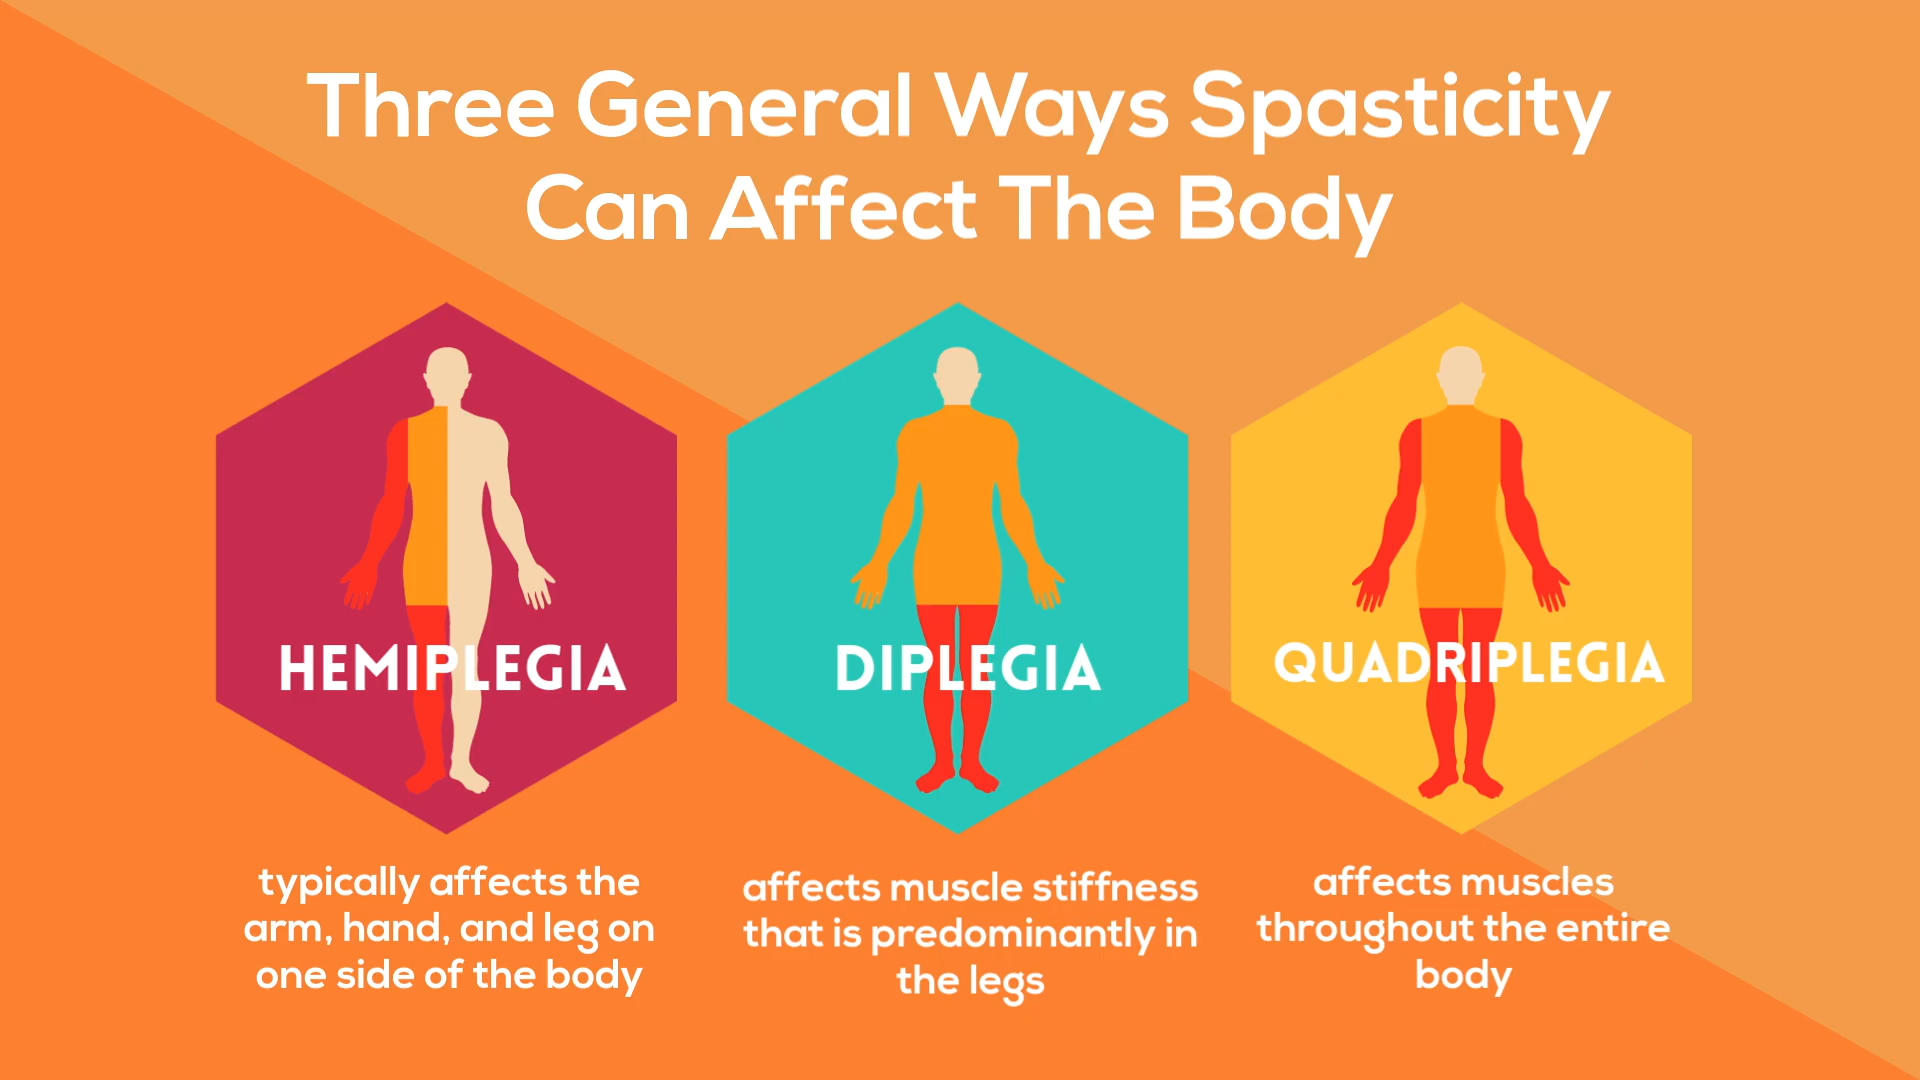 Three General Ways Spasticity
Can Affect The Body
HEMIPLEGIA
typically affects the
arm, hand, and leg on
one side of the body
DIPLEGIA
affects muscle stiffness
that is predominantly in
the legs
QUADRIPLEGIA
affects muscles
throughout the entire
body